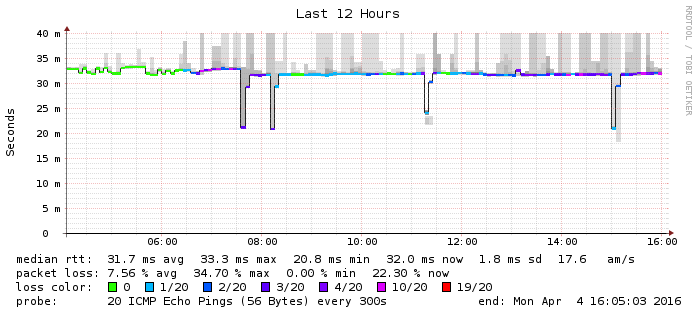 Last 12 Hours
RRDTOOL / TOBI OETIKER
Seconds
40 m
35 m
30 m
25 m
20 m
15 m
10 m
5 m
0
06:00 08:00 10:00 12:00 14:00 16:00
median rtt: 31.7 ms avg 33.3 ms max 20.8 ms min 32.0 ms now 1.8 ms sd 17.6 am/s
packet loss: 7.56 % avg 34.70 % max 0.00 % min 22.30 % now
loss color: 0 1/20 2/20 3/20 4/20 10/20 19/20
probe: 20 ICMP Echo Pings (56 Bytes) every 300s end: Mon Apr 4 16:05:03 2016